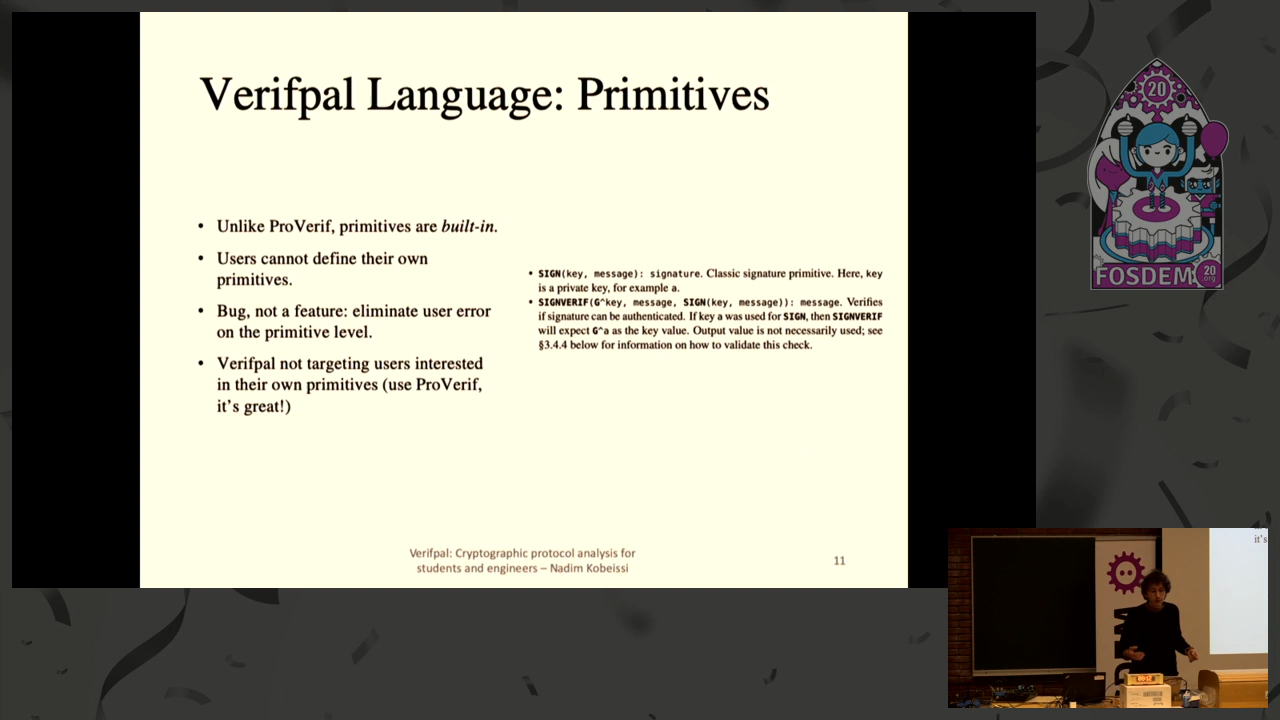 Verifpal Language: Primitives
• Unlike ProVerif, primitives are built-in.
• Users cannot define their own
primitives.
• Bug, not a feature: eliminate user error
on the primitive level.
• Verifpal not targeting users interested
in their own primitives (use ProVerif,
it's great!)
• SIGN(key, message): signature. Classic signature primitive. Here, key
is a private key, for example a.
• SIGNVERIF(G^key, message, SIGN(key, message)): message. Verifies
if signature can be authenticated. If key a was used for SIGN, then SIGNVERIF
will expect G^a as the key value. Output value is not necessarily used; see
§3.4.4 below for information on how to validate this check.
Verifpal: Cryptographic protocol analysis for
students and engineers – Nadim Kobeissi
11
20
FOSDEM
20
.org
it's